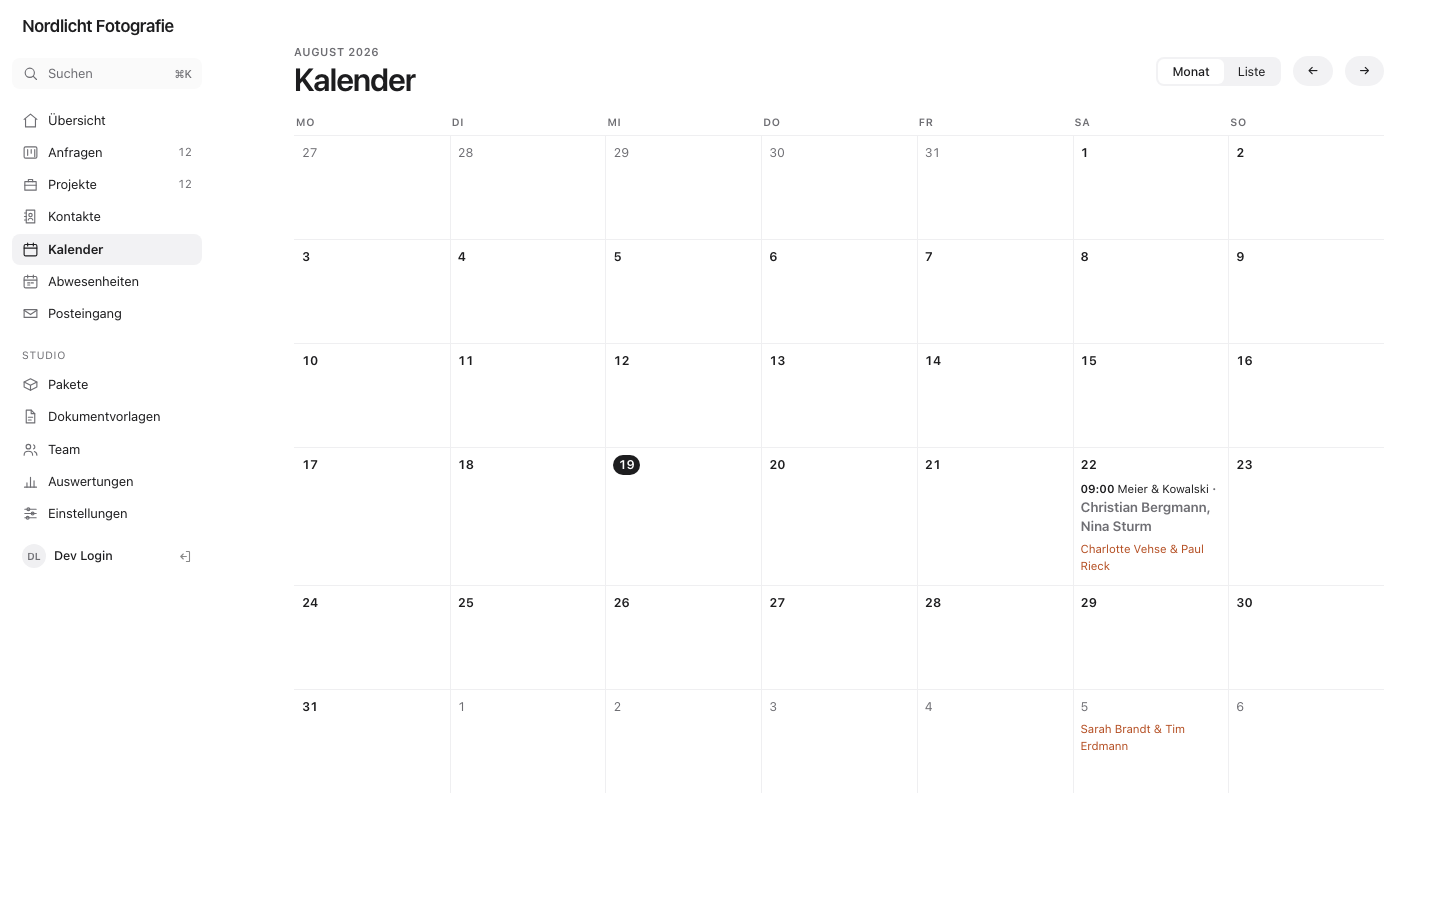 Nordlicht Fotografie
Suchen ⌘K
Übersicht
Anfragen 12
Projekte 12
Kontakte
Kalender
Abwesenheiten
Posteingang
STUDIO
Pakete
Dokumentvorlagen
Team
Auswertungen
Einstellungen
DL Dev Login
AUGUST 2026
Kalender
Monat Liste ← →
MO DI MI DO FR SA SO
27 28 29 30 31 1 2
3 4 5 6 7 8 9
10 11 12 13 14 15 16
17 18 19 20 21 22 23
09:00 Meier & Kowalski ·
Christian Bergmann,
Nina Sturm
Charlotte Vehse & Paul
Rieck
24 25 26 27 28 29 30
31 1 2 3 4 5 6
Sarah Brandt & Tim
Erdmann